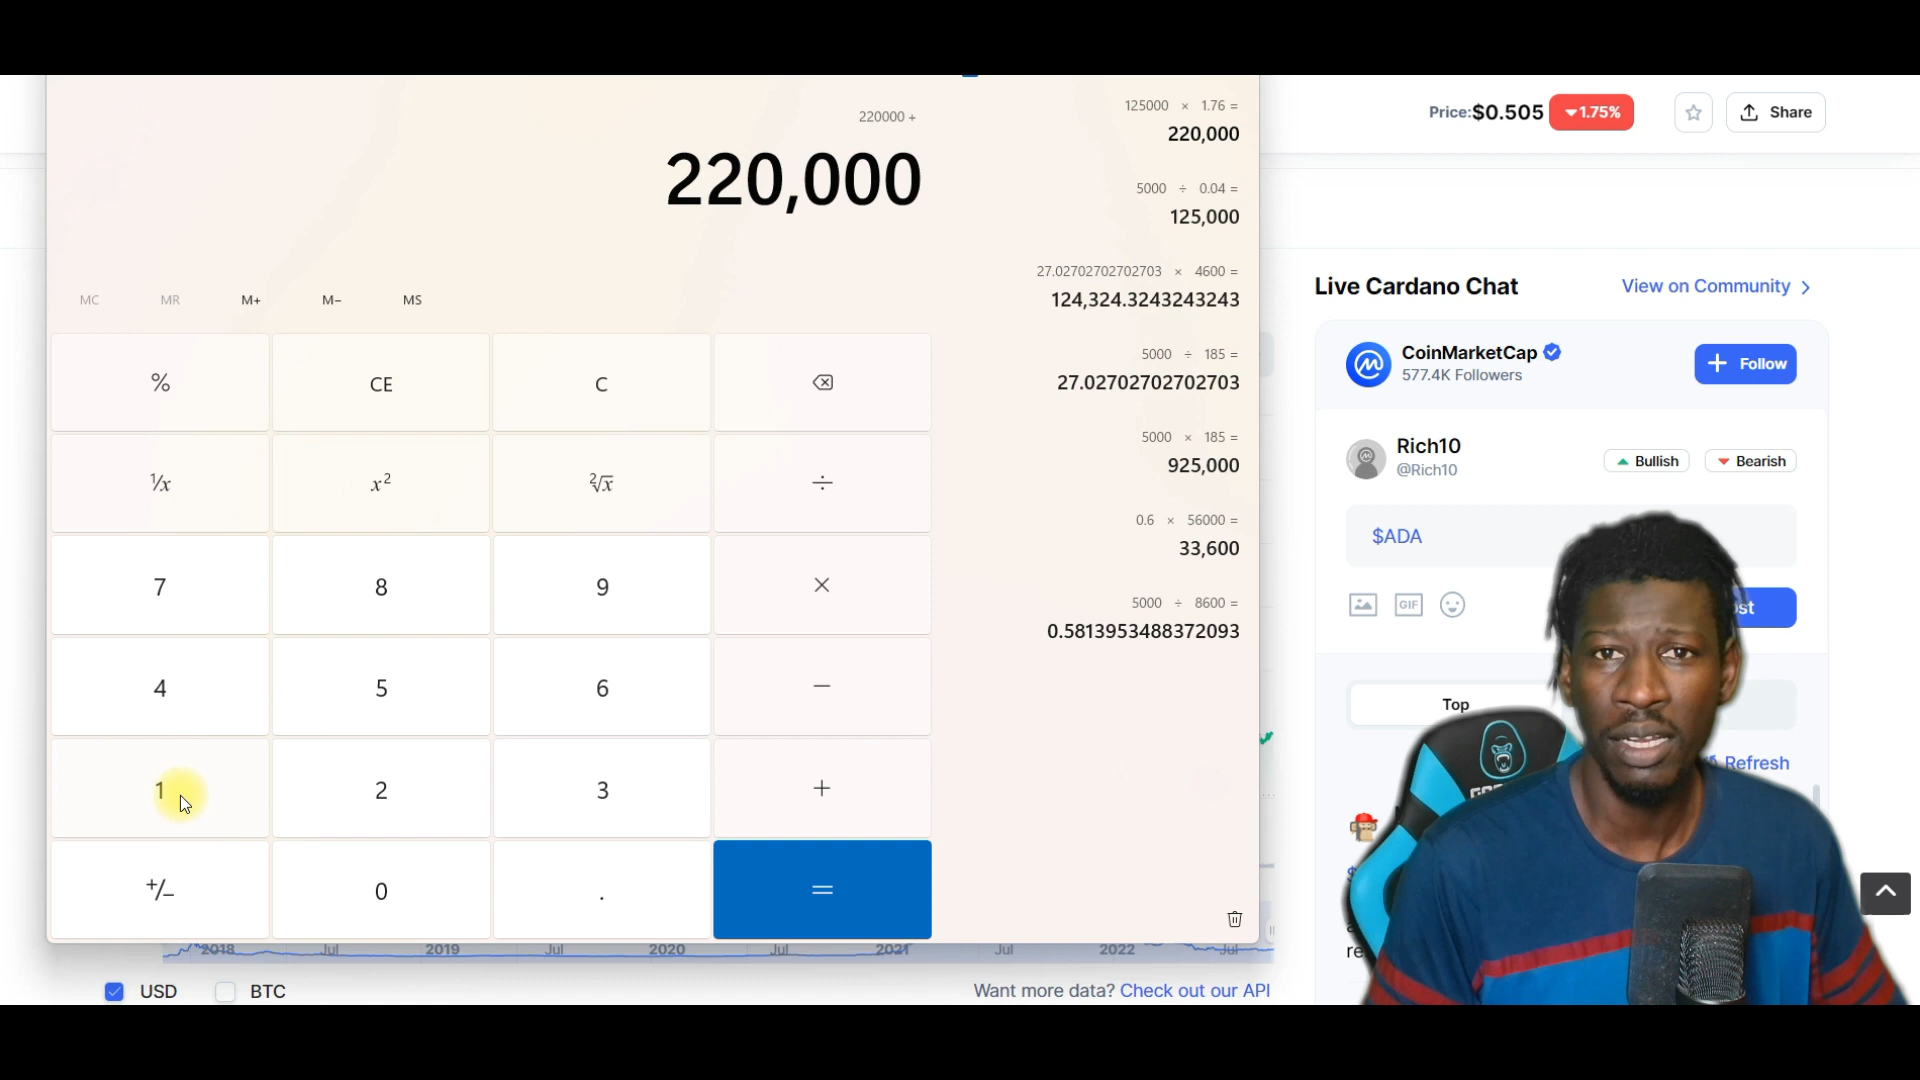 220000 +
220,000
MC MR M+ M− MS
% CE C
¹/x x² ²√x ÷
7 8 9 ×
4 5 6 −
1 2 3 +
+/− 0 . =
125000 × 1.76 =
220,000
5000 ÷ 0.04 =
125,000
27.02702702702703 × 4600 =
124,324.3243243243
5000 ÷ 185 =
27.02702702702703
5000 × 185 =
925,000
0.6 × 56000 =
33,600
5000 ÷ 8600 =
0.5813953488372093
2018 Jul 2019 Jul 2020 Jul 2021 Jul 2022 Jul
USD BTC
Want more data? Check out our API
Price:$0.505 1.75% Share
Live Cardano Chat View on Community
CoinMarketCap
577.4K Followers
Follow
Rich10
@Rich10
Bullish Bearish
$ADA
GIF
Top
Refresh